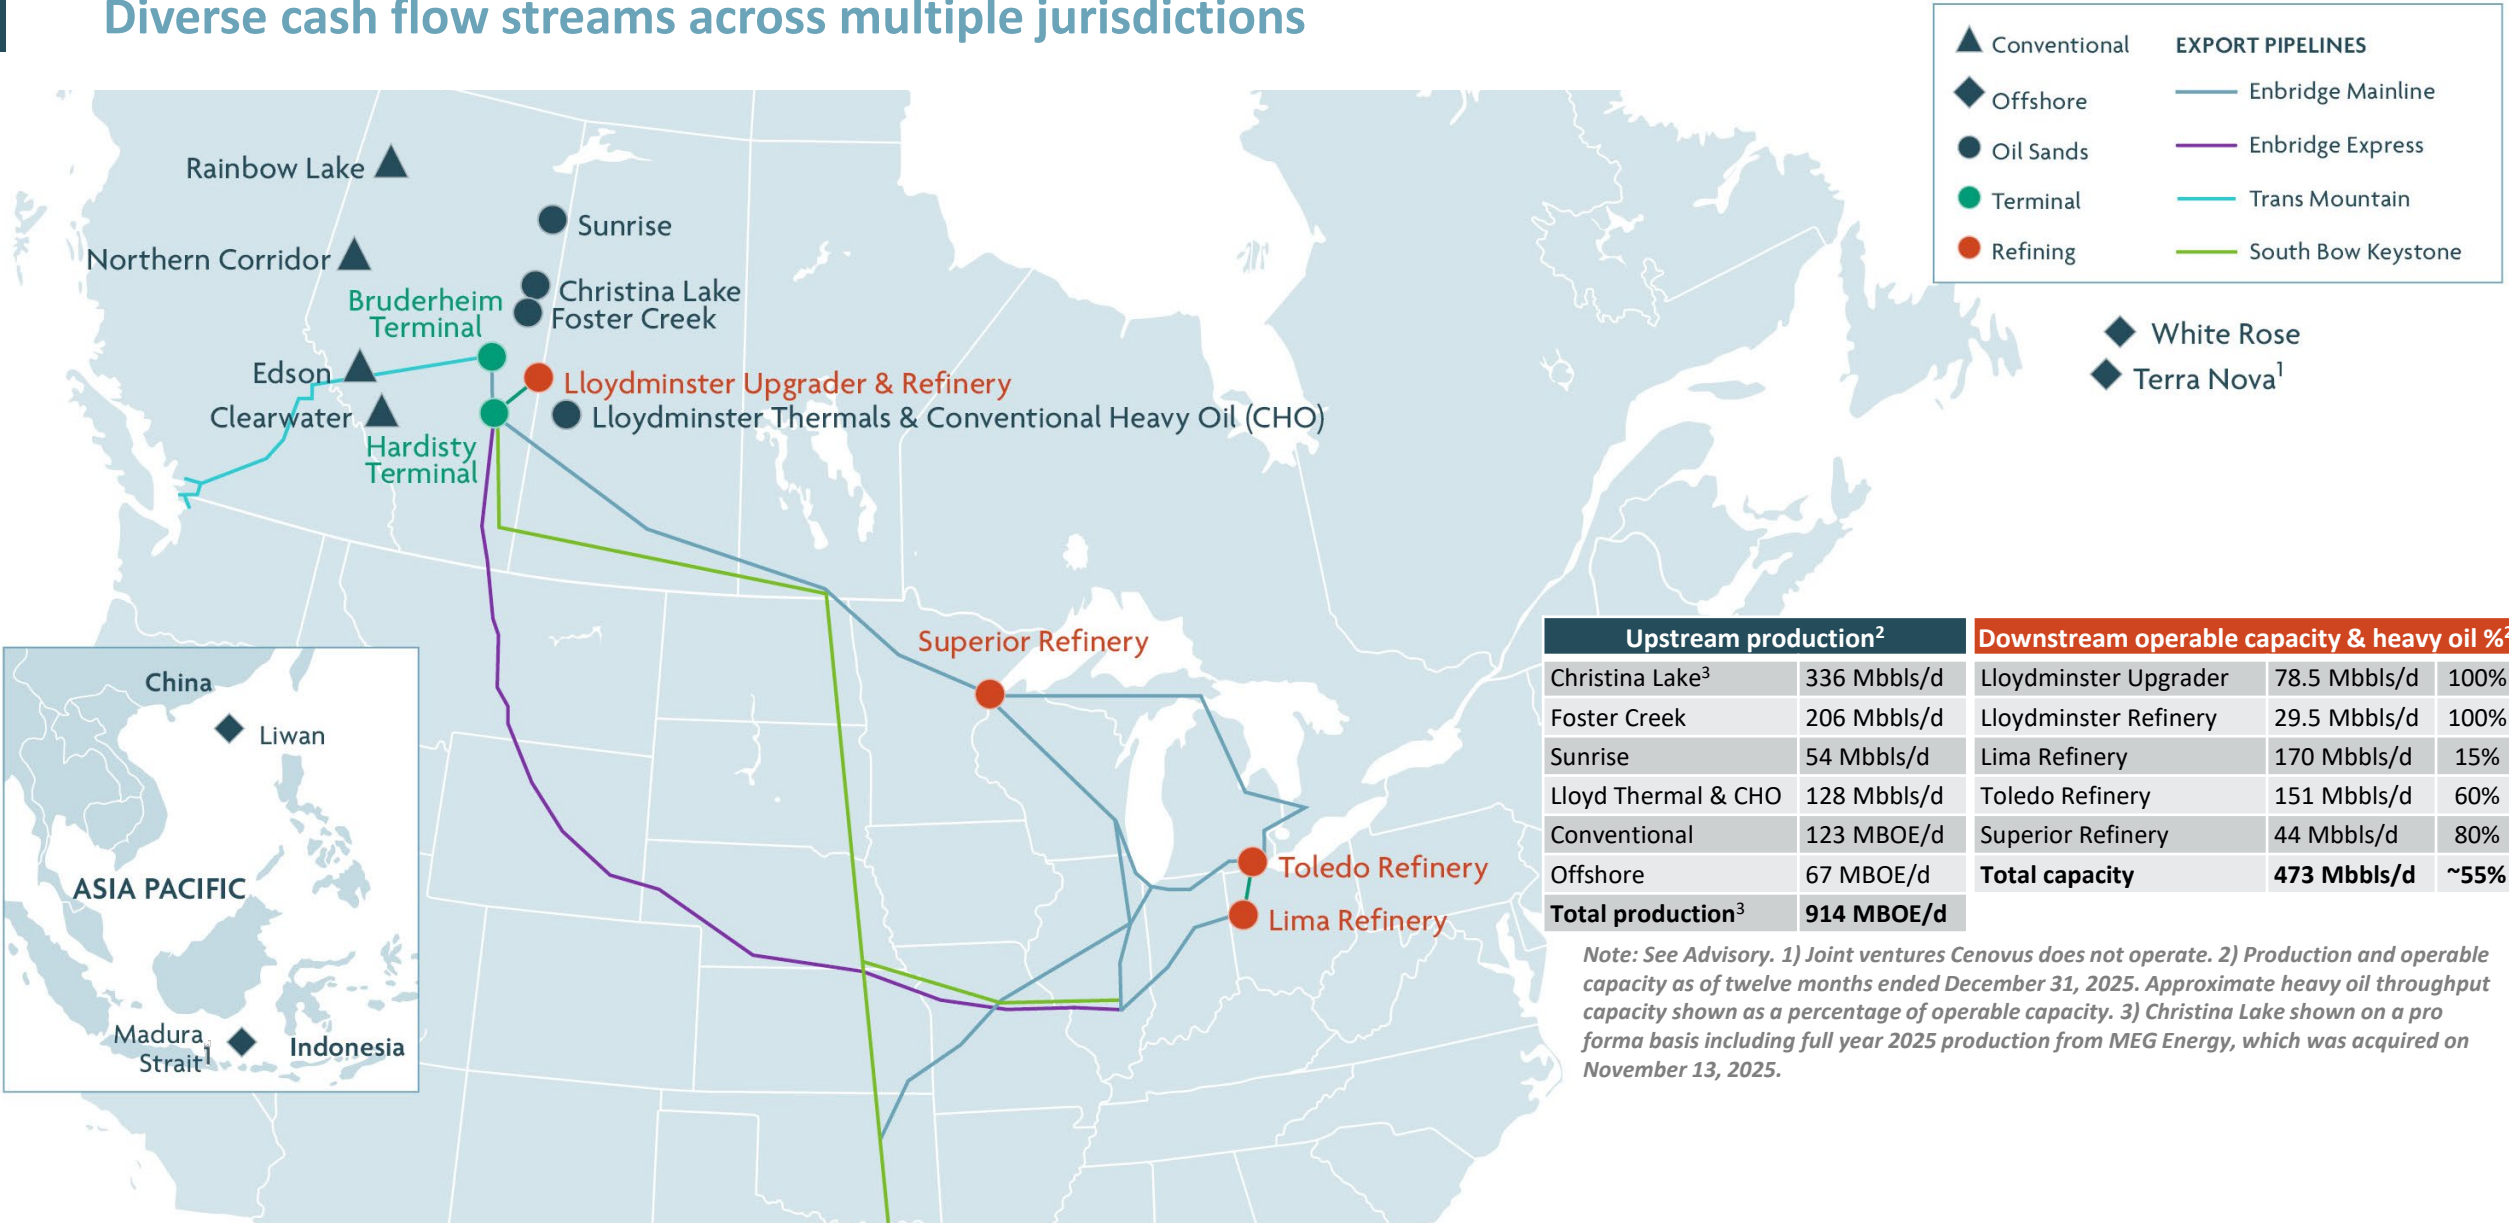 Diverse cash flow streams across multiple jurisdictions
Conventional
Offshore
Oil Sands
Terminal
Refining
EXPORT PIPELINES
Enbridge Mainline
Enbridge Express
Trans Mountain
South Bow Keystone
Rainbow Lake
Sunrise
Northern Corridor
Christina Lake
Foster Creek
Bruderheim
Terminal
Edson
Lloydminster Upgrader & Refinery
Clearwater
Lloydminster Thermals & Conventional Heavy Oil (CHO)
Hardisty
Terminal
White Rose
Terra Nova¹
Superior Refinery
Toledo Refinery
Lima Refinery
China
Liwan
ASIA PACIFIC
Madura
Strait¹
Indonesia
Upstream production²
Christina Lake³ 336 Mbbls/d
Foster Creek 206 Mbbls/d
Sunrise 54 Mbbls/d
Lloyd Thermal & CHO 128 Mbbls/d
Conventional 123 MBOE/d
Offshore 67 MBOE/d
Total production³ 914 MBOE/d
Downstream operable capacity & heavy oil %²
Lloydminster Upgrader 78.5 Mbbls/d 100%
Lloydminster Refinery 29.5 Mbbls/d 100%
Lima Refinery 170 Mbbls/d 15%
Toledo Refinery 151 Mbbls/d 60%
Superior Refinery 44 Mbbls/d 80%
Total capacity 473 Mbbls/d ~55%
Note: See Advisory. 1) Joint ventures Cenovus does not operate. 2) Production and operable
capacity as of twelve months ended December 31, 2025. Approximate heavy oil throughput
capacity shown as a percentage of operable capacity. 3) Christina Lake shown on a pro
forma basis including full year 2025 production from MEG Energy, which was acquired on
November 13, 2025.